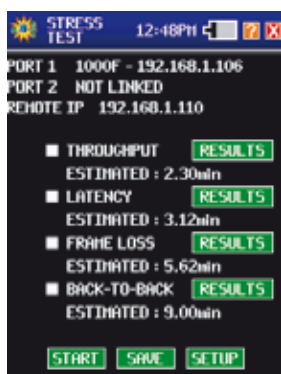 STRESS
TEST
12:48PM
PORT 1 1000F - 192.168.1.106
PORT 2 NOT LINKED
REMOTE IP 192.168.1.110
THROUGHPUT RESULTS
ESTIMATED : 2.30min
LATENCY RESULTS
ESTIMATED : 3.12min
FRAME LOSS RESULTS
ESTIMATED : 5.62min
BACK-TO-BACK RESULTS
ESTIMATED : 9.00min
START SAVE SETUP